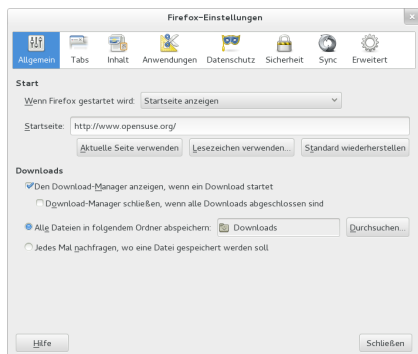 Firefox-Einstellungen
Allgemein Tabs Inhalt Anwendungen Datenschutz Sicherheit Sync Erweitert
Start
Wenn Firefox gestartet wird: Startseite anzeigen
Startseite: http://www.opensuse.org/
Aktuelle Seite verwenden Lesezeichen verwenden... Standard wiederherstellen
Downloads
Den Download-Manager anzeigen, wenn ein Download startet
Download-Manager schließen, wenn alle Downloads abgeschlossen sind
Alle Dateien in folgendem Ordner abspeichern: Downloads Durchsuchen...
Jedes Mal nachfragen, wo eine Datei gespeichert werden soll
Hilfe Schließen